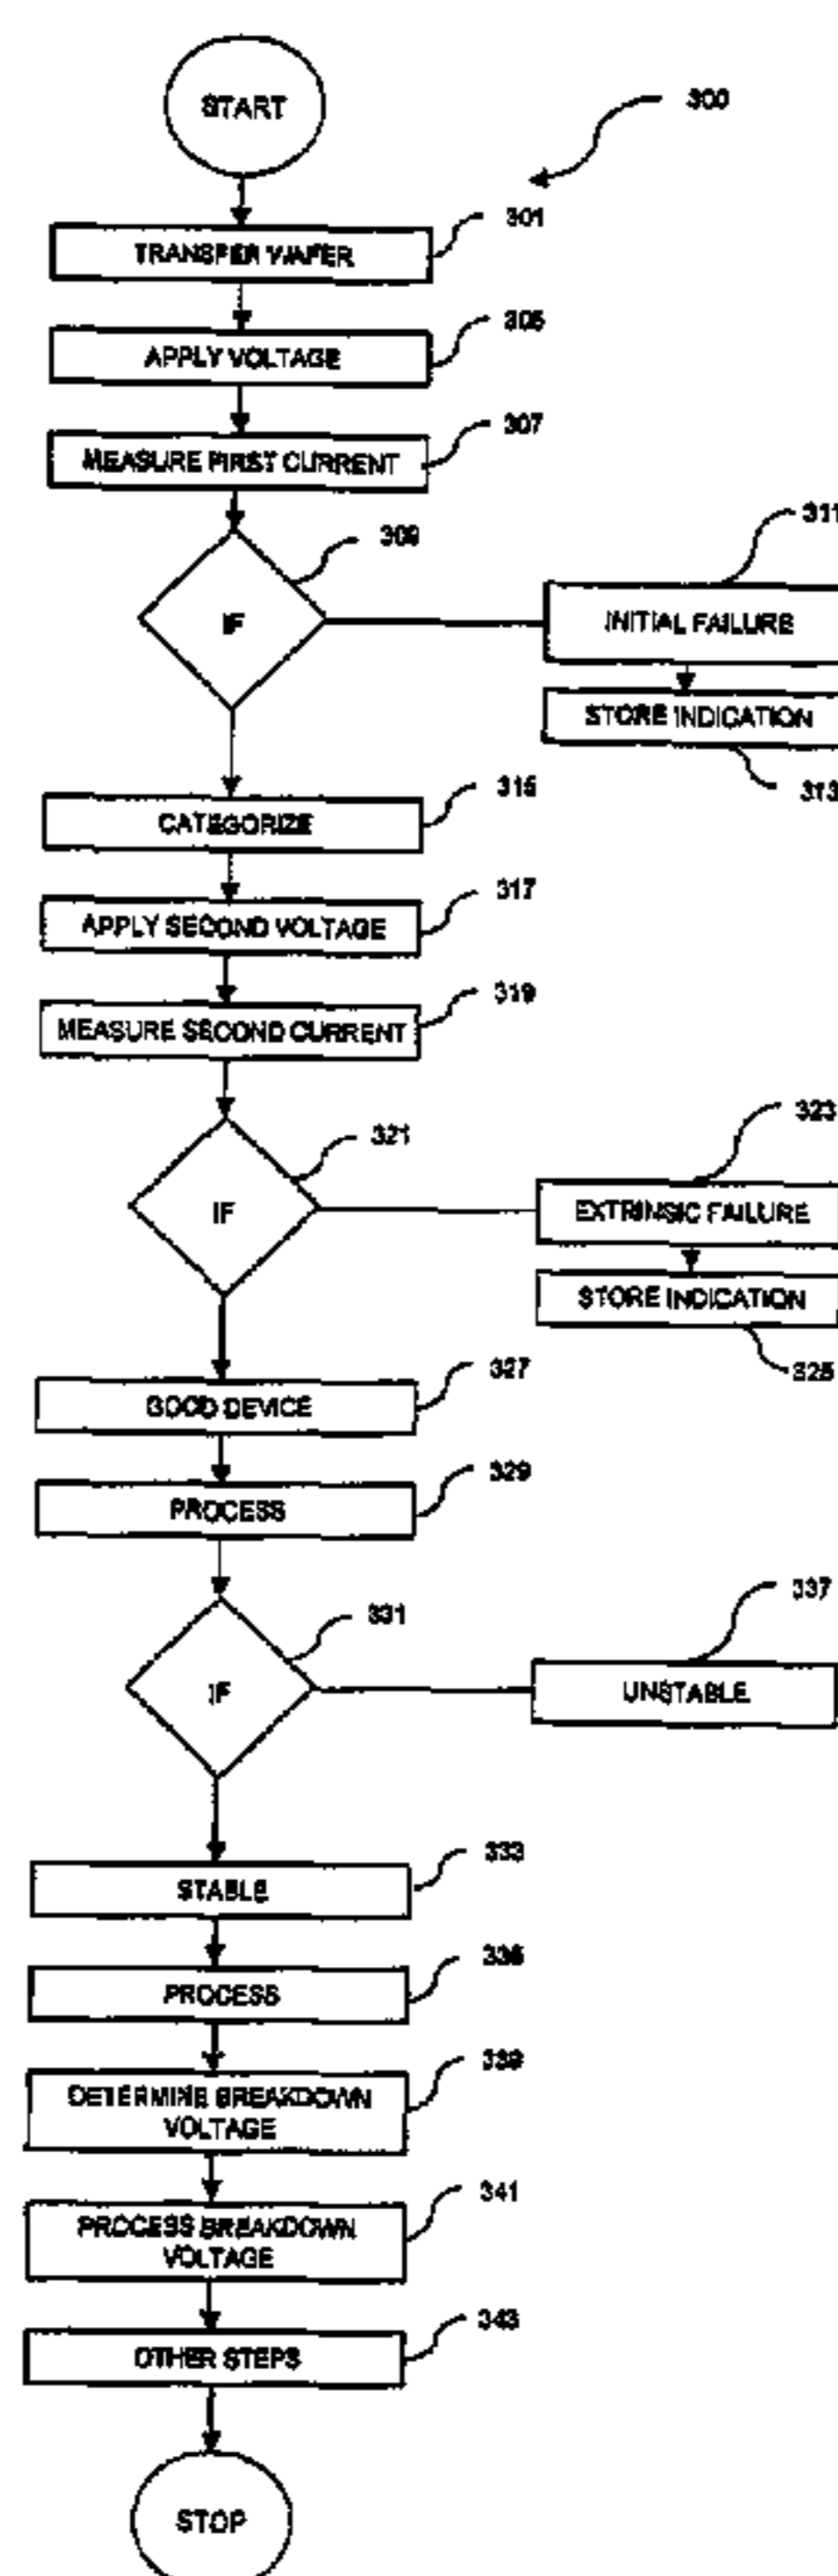 START
300
TRANSFER WAFER
301
APPLY VOLTAGE
305
MEASURE FIRST CURRENT
307
IF
309
INITIAL FAILURE
311
STORE INDICATION
313
CATEGORIZE
315
APPLY SECOND VOLTAGE
317
MEASURE SECOND CURRENT
319
IF
321
EXTRINSIC FAILURE
323
STORE INDICATION
325
GOOD DEVICE
327
PROCESS
329
IF
331
UNSTABLE
337
STABLE
333
PROCESS
335
DETERMINE BREAKDOWN
VOLTAGE
339
PROCESS BREAKDOWN
VOLTAGE
341
OTHER STEPS
343
STOP